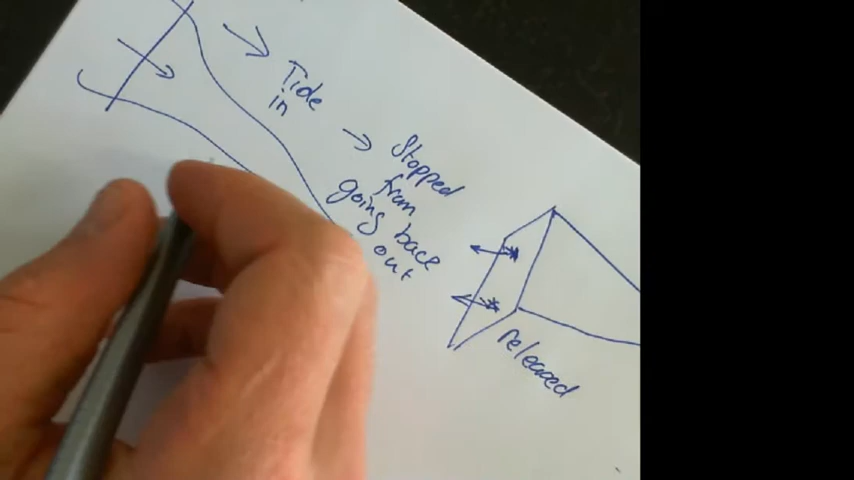 Tide
in
Stopped
from
going back
out
released